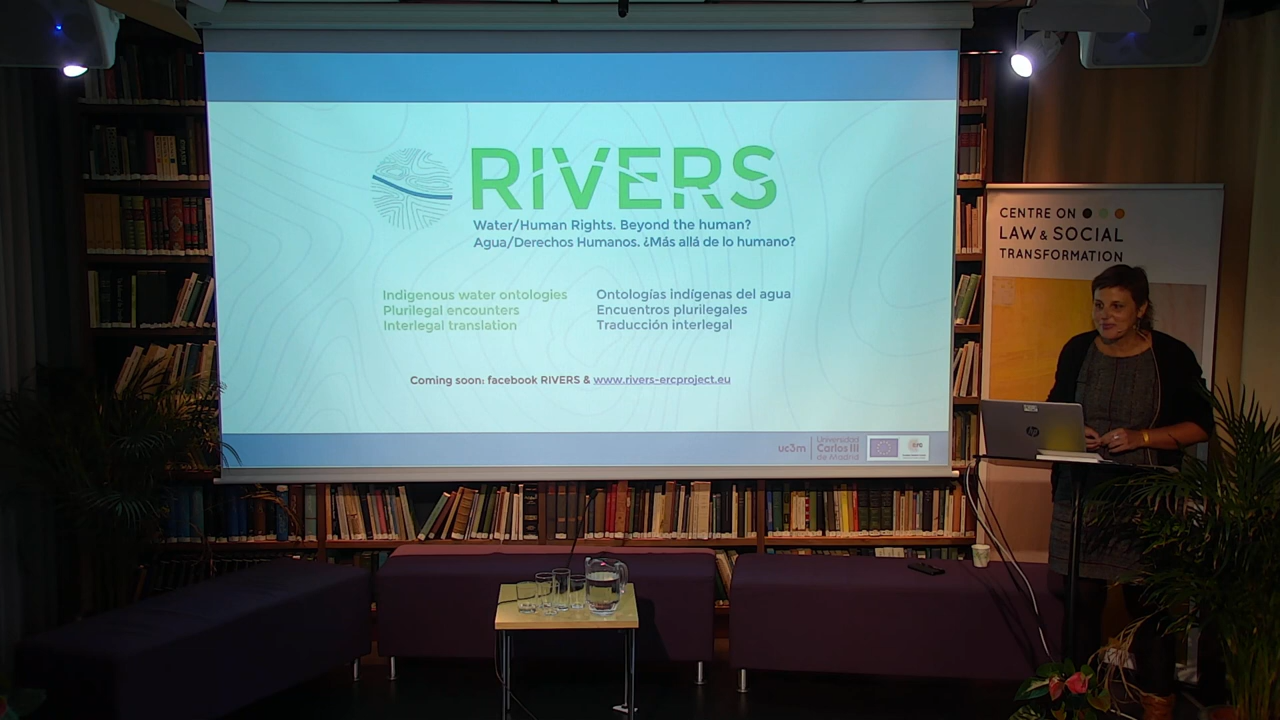 RIVERS
Water/Human Rights. Beyond the human?
Agua/Derechos Humanos. ¿Más allá de lo humano?
Indigenous water ontologies
Plurilegal encounters
Interlegal translation
Ontologías indígenas del agua
Encuentros plurilegales
Traducción interlegal
Coming soon: facebook RIVERS & www.rivers-ercproject.eu
uc3m
Universidad
Carlos III
de Madrid
CENTRE ON
LAW & SOCIAL
TRANSFORMATION
hp